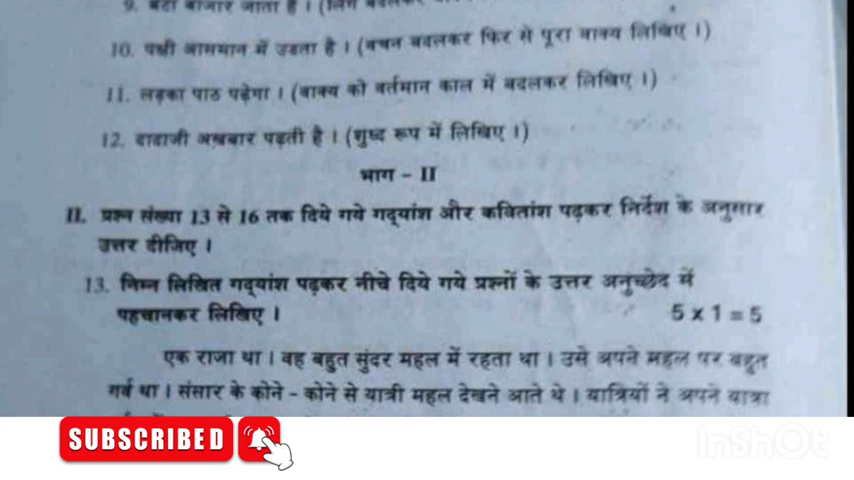 9. बेटा बाजार जाता है । (लिंग बदलकर
10. पक्षी आसमान में उडता है । (वचन बदलकर फिर से पूरा वाक्य लिखिए ।)
11. लड़का पाठ पढ़ेगा । (वाक्य को वर्तमान काल में बदलकर लिखिए ।)
12. दादाजी अखबार पढ़ती है । (शुध्द रूप में लिखिए ।)
भाग - II
II. प्रश्न संख्या 13 से 16 तक दिये गये गद्यांश और कवितांश पढ़कर निर्देश के अनुसार
उत्तर दीजिए ।
13. निम्न लिखित गद्यांश पढ़कर नीचे दिये गये प्रश्नों के उत्तर अनुच्छेद में
पहचानकर लिखिए । 5 x 1 = 5
एक राजा था । वह बहुत सुंदर महल में रहता था । उसे अपने महल पर बहुत
गर्व था । संसार के कोने - कोने से यात्री महल देखने आते थे । यात्रियों ने अपने यात्रा
SUBSCRIBED
InShOt